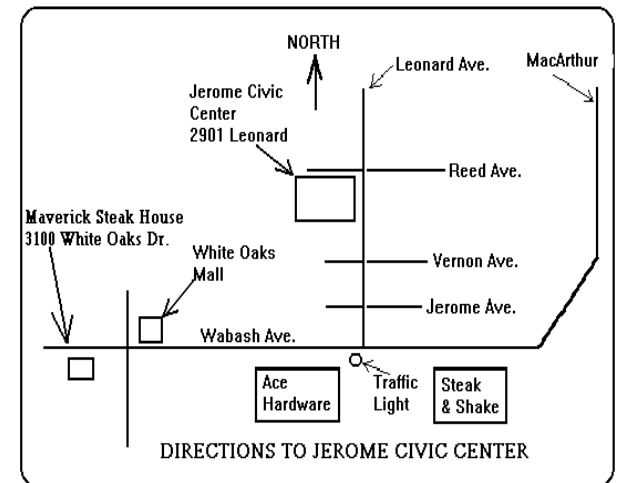 NORTH
Leonard Ave.
MacArthur
Jerome Civic
Center
2901 Leonard
Reed Ave.
Maverick Steak House
3100 White Oaks Dr.
White Oaks
Mall
Vernon Ave.
Jerome Ave.
Wabash Ave.
Ace
Hardware
Traffic
Light
Steak
& Shake
DIRECTIONS TO JEROME CIVIC CENTER